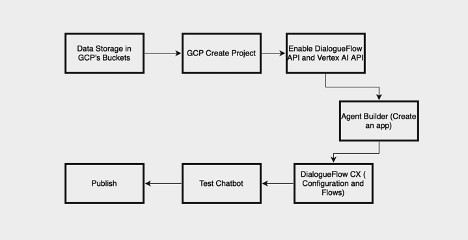 Data Storage in
GCP's Buckets
GCP Create Project
Enable DialogueFlow
API and Vertex AI API
Agent Builder (Create
an app)
DialogueFlow CX (
Configuration and
Flows)
Test Chatbot
Publish